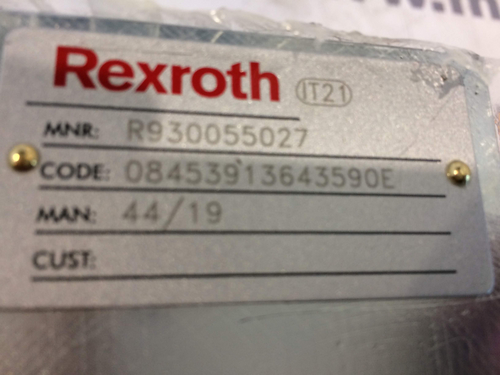 Rexroth IT21
MNR: R930055027
CODE: 08453913643590E
MAN: 44/19
CUST: